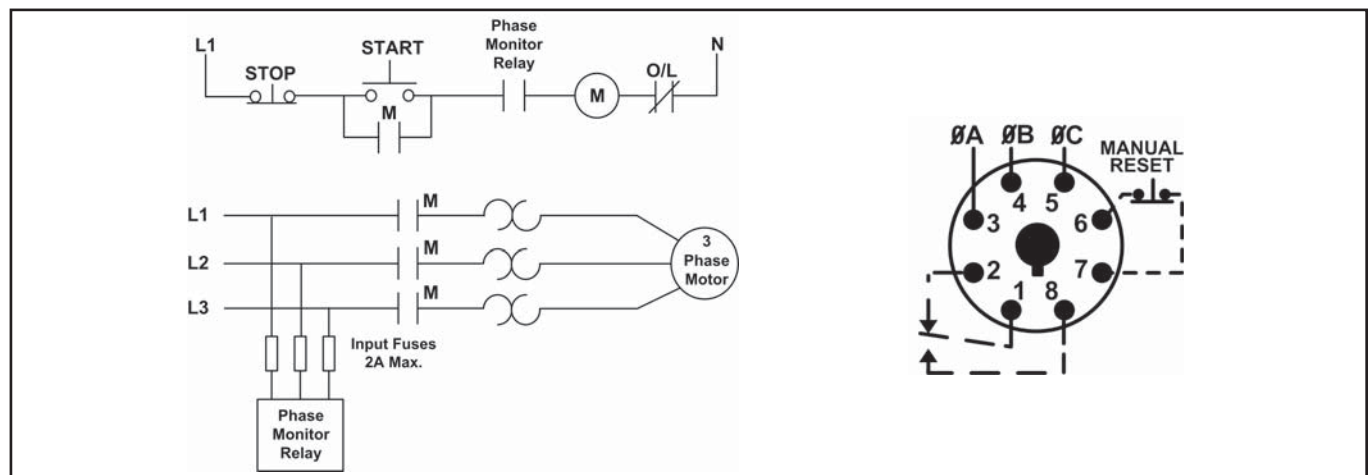 L1
STOP
START
M
Phase
Monitor
Relay
M
O/L
N
L1
L2
L3
M
M
M
3
Phase
Motor
Input Fuses
2A Max.
Phase
Monitor
Relay
ØA ØB ØC
MANUAL
RESET
4 5
3 6
2 7
1 8